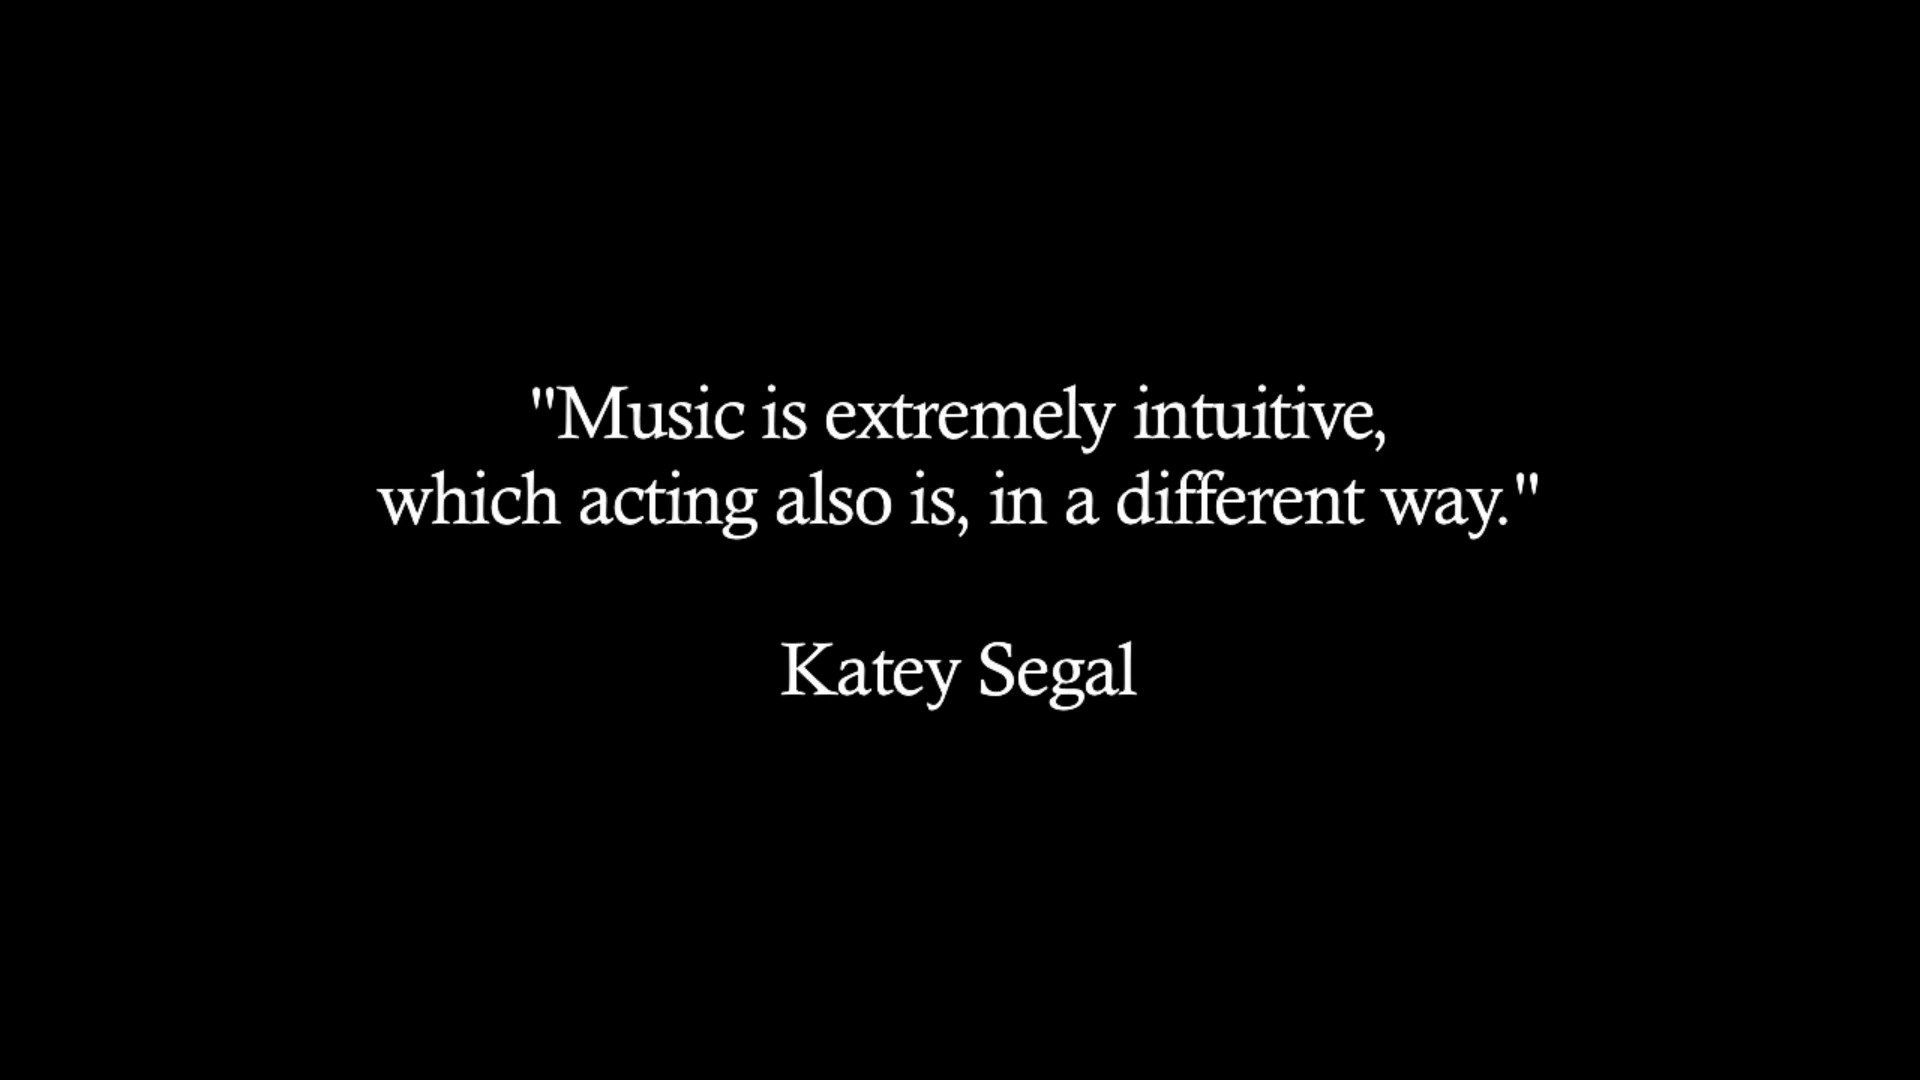 "Music is extremely intuitive,
which acting also is, in a different way."
Katey Segal